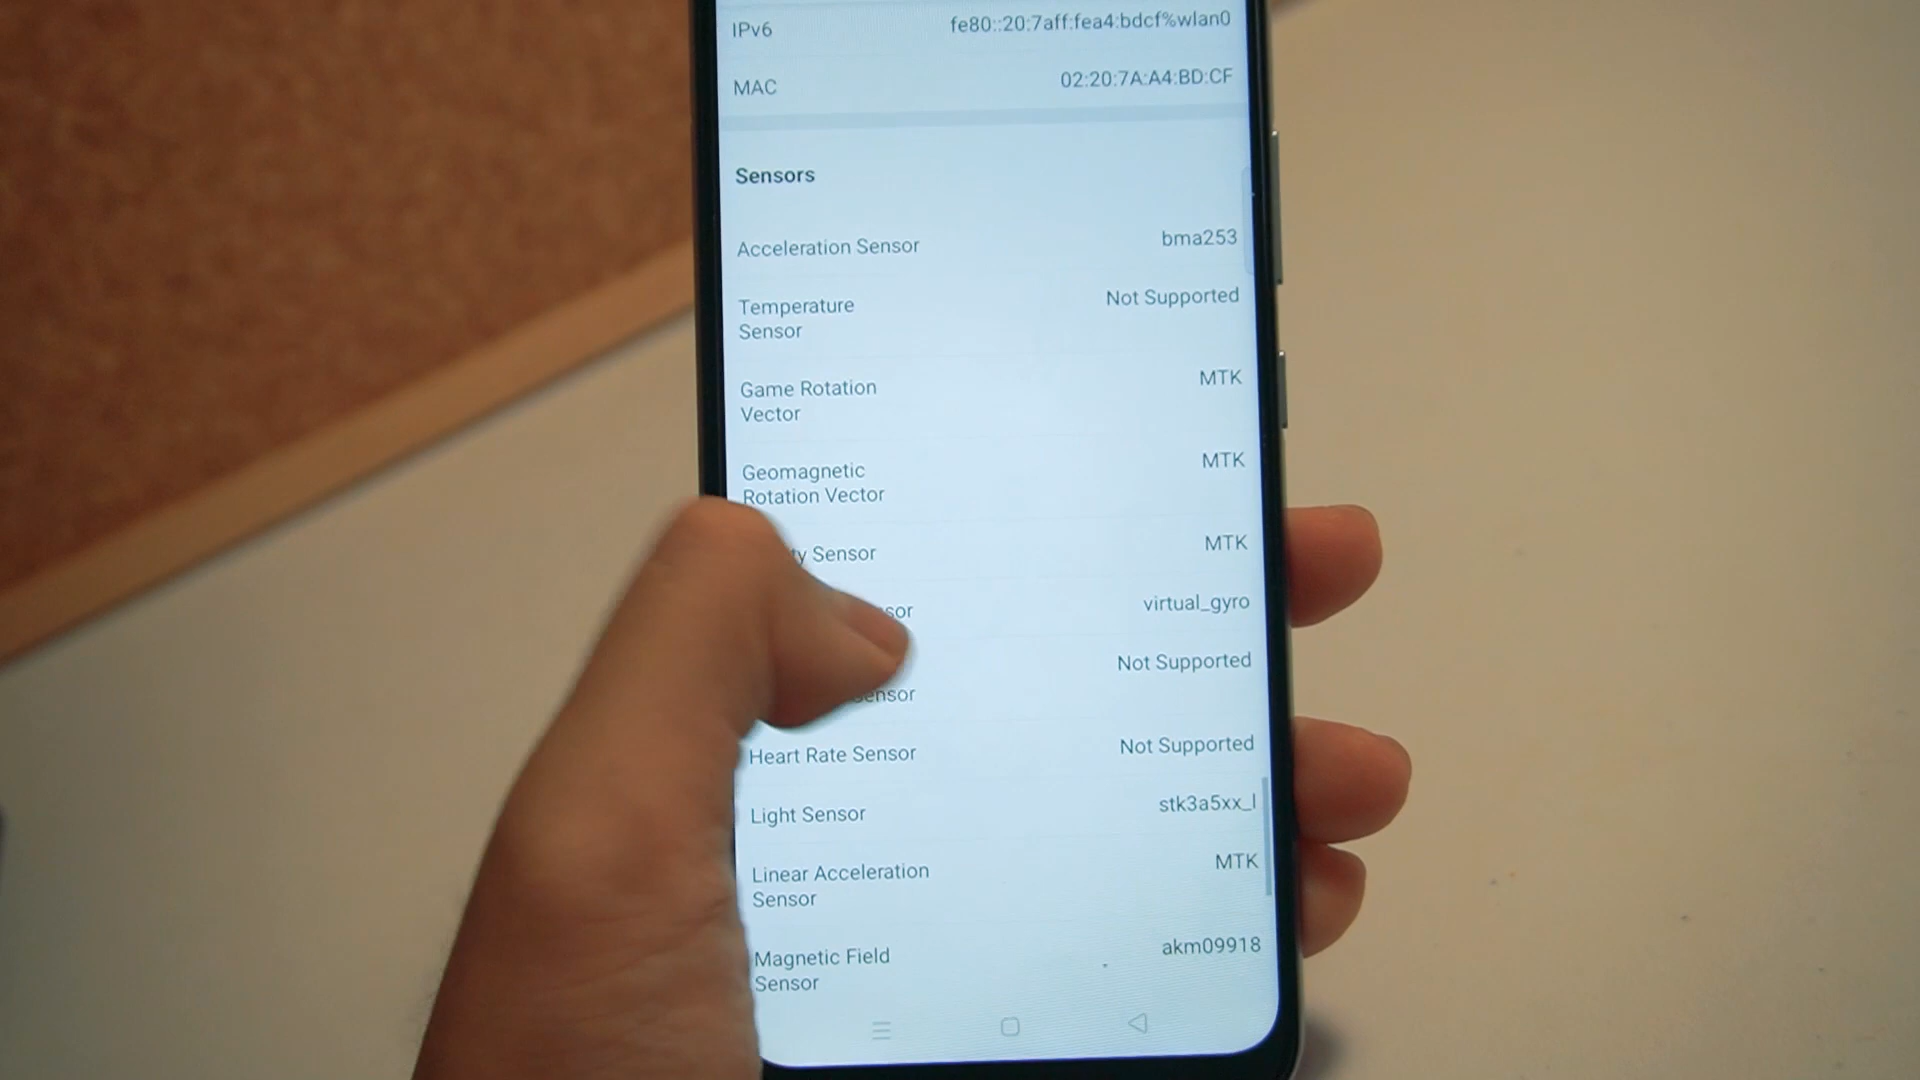 IPv6 fe80::20:7aff:fea4:bdcf%wlan0
MAC 02:20:7A:A4:BD:CF
Sensors
Acceleration Sensor bma253
Temperature Not Supported
Sensor
Game Rotation MTK
Vector
Geomagnetic MTK
Rotation Vector
Sensor MTK
virtual_gyro
Not Supported
Heart Rate Sensor Not Supported
Light Sensor stk3a5xx_l
Linear Acceleration MTK
Sensor
Magnetic Field akm09918
Sensor